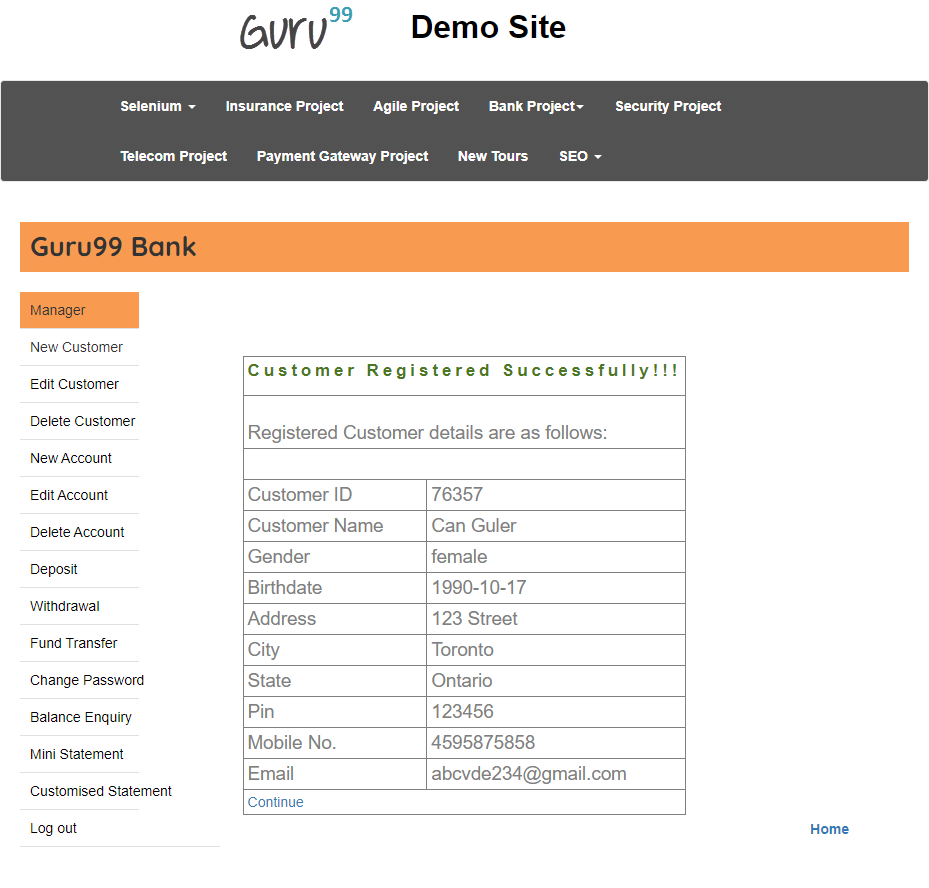 Guru99 Demo Site
Selenium Insurance Project Agile Project Bank Project Security Project
Telecom Project Payment Gateway Project New Tours SEO
Guru99 Bank
Manager
New Customer
Edit Customer
Delete Customer
New Account
Edit Account
Delete Account
Deposit
Withdrawal
Fund Transfer
Change Password
Balance Enquiry
Mini Statement
Customised Statement
Log out
Customer Registered Successfully!!!
Registered Customer details are as follows:
Customer ID 76357
Customer Name Can Guler
Gender female
Birthdate 1990-10-17
Address 123 Street
City Toronto
State Ontario
Pin 123456
Mobile No. 4595875858
Email abcvde234@gmail.com
Continue
Home